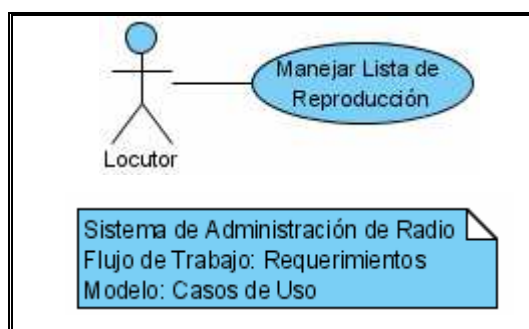 Manejar Lista de
Reproducción
Locutor
Sistema de Administración de Radio
Flujo de Trabajo: Requerimientos
Modelo: Casos de Uso